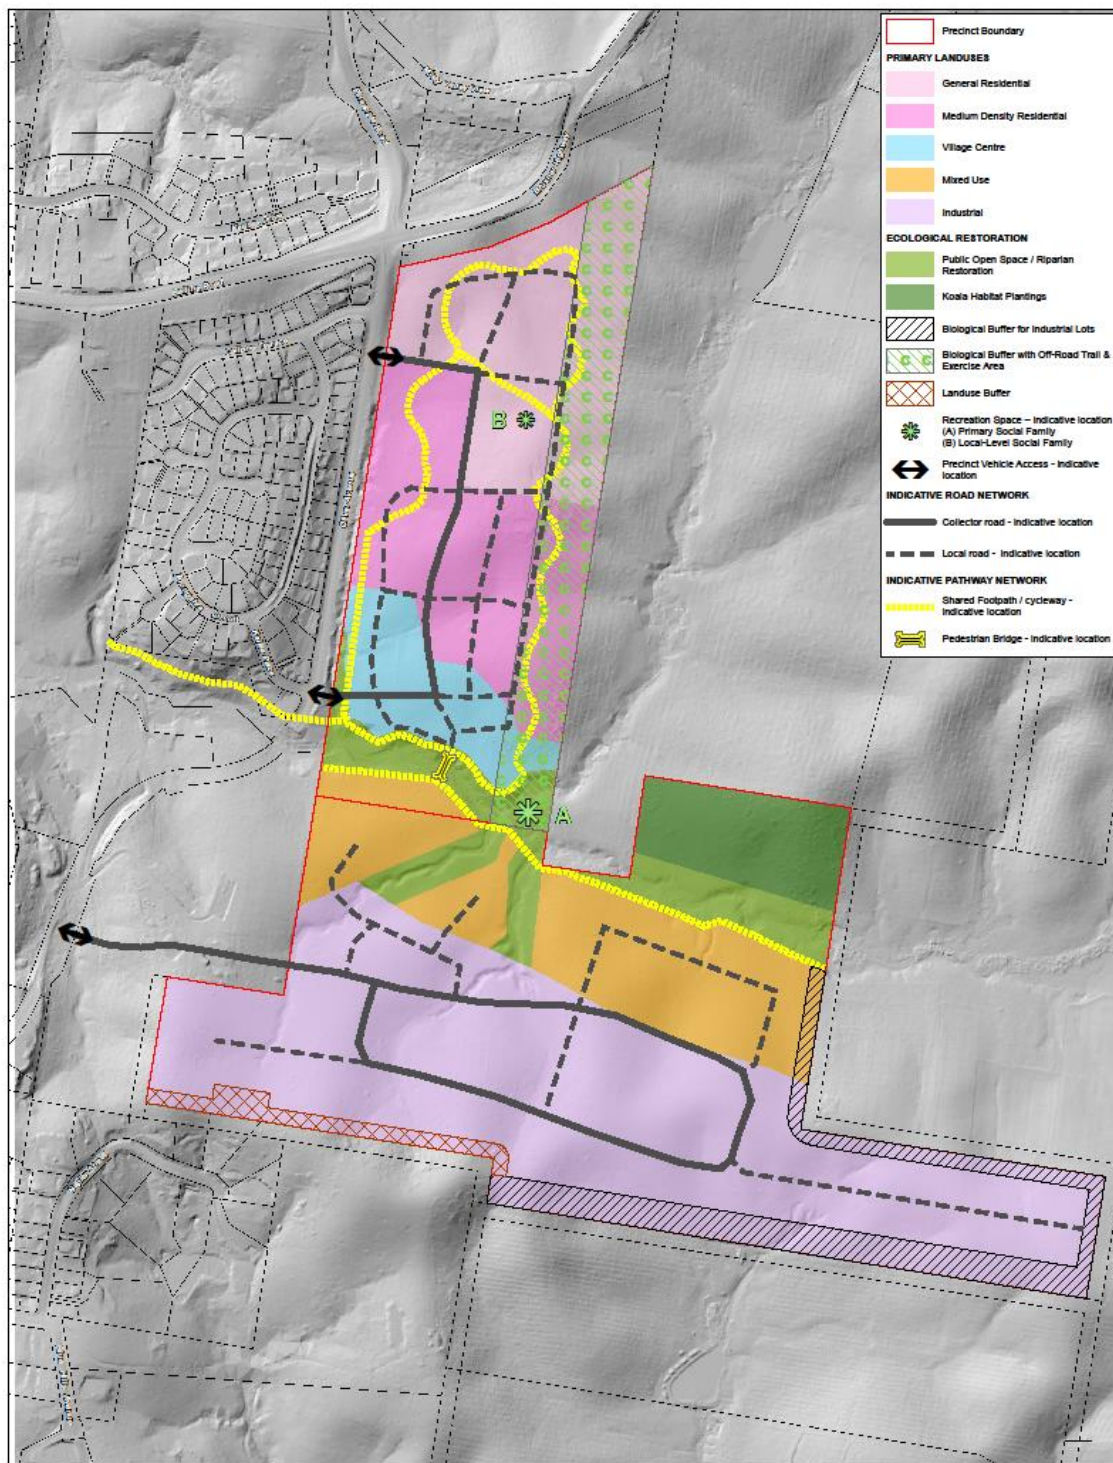 Precinct Boundary
PRIMARY LANDUSES
General Residential
Medium Density Residential
Village Centre
Mixed Use
Industrial
ECOLOGICAL RESTORATION
Public Open Space / Riparian
Restoration
Koala Habitat Plantings
Biological Buffer for Industrial Lots
Biological Buffer with Off-Road Trail &
Exercise Area
Landuse Buffer
Recreation Space – Indicative location
(A) Primary Social Family
(B) Local-Level Social Family
Precinct Vehicle Access - Indicative
location
INDICATIVE ROAD NETWORK
Collector road - Indicative location
Local road - Indicative location
INDICATIVE PATHWAY NETWORK
Shared Footpath / cycleway -
Indicative location
Pedestrian Bridge - Indicative location
B
A